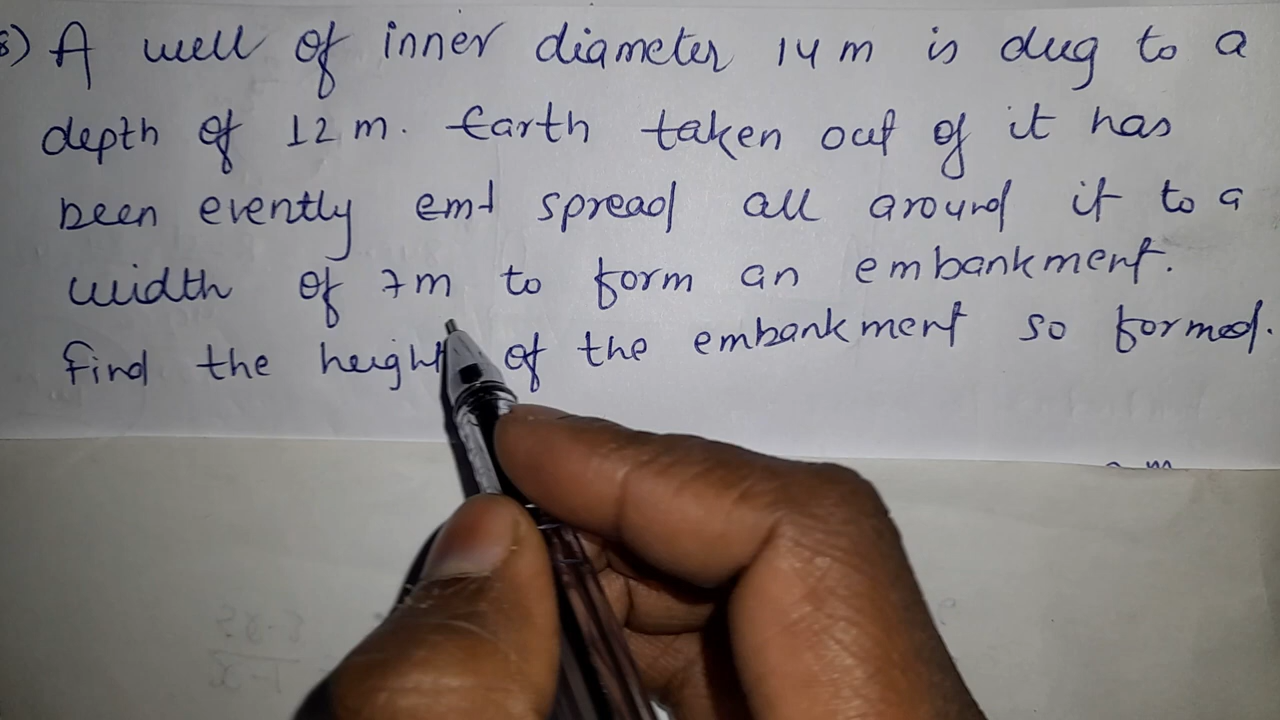 8) A well of inner diameter 14 m is dug to a
depth of 12 m. Earth taken out of it has
been evently emt spread all around it to a
width of 7m to form an embankment.
Find the height of the embankment so formed.